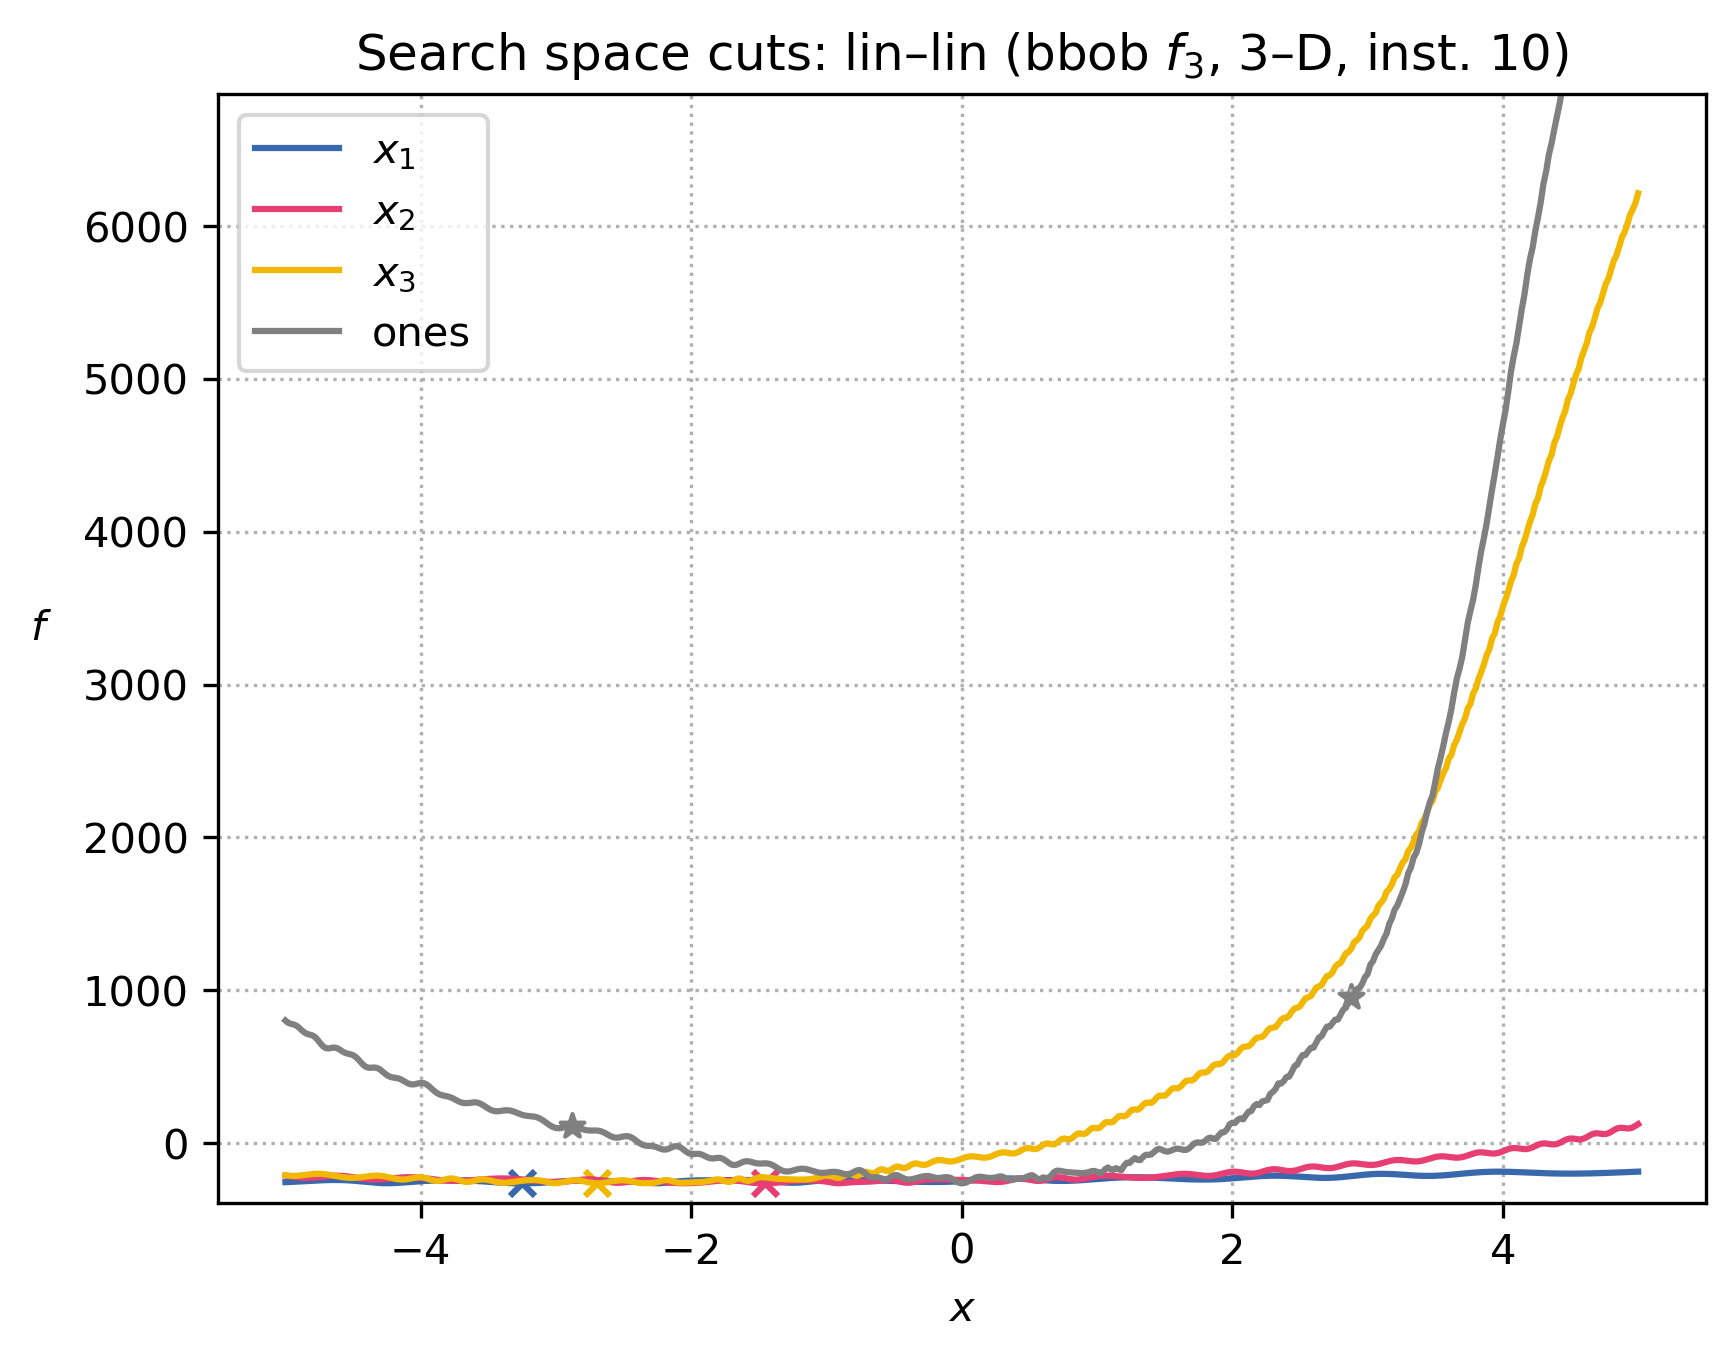 Search space cuts: lin–lin (bbob f₃, 3–D, inst. 10)
x₁
x₂
x₃
ones
6000
5000
4000
3000
2000
1000
0
f
−4 −2 0 2 4
x